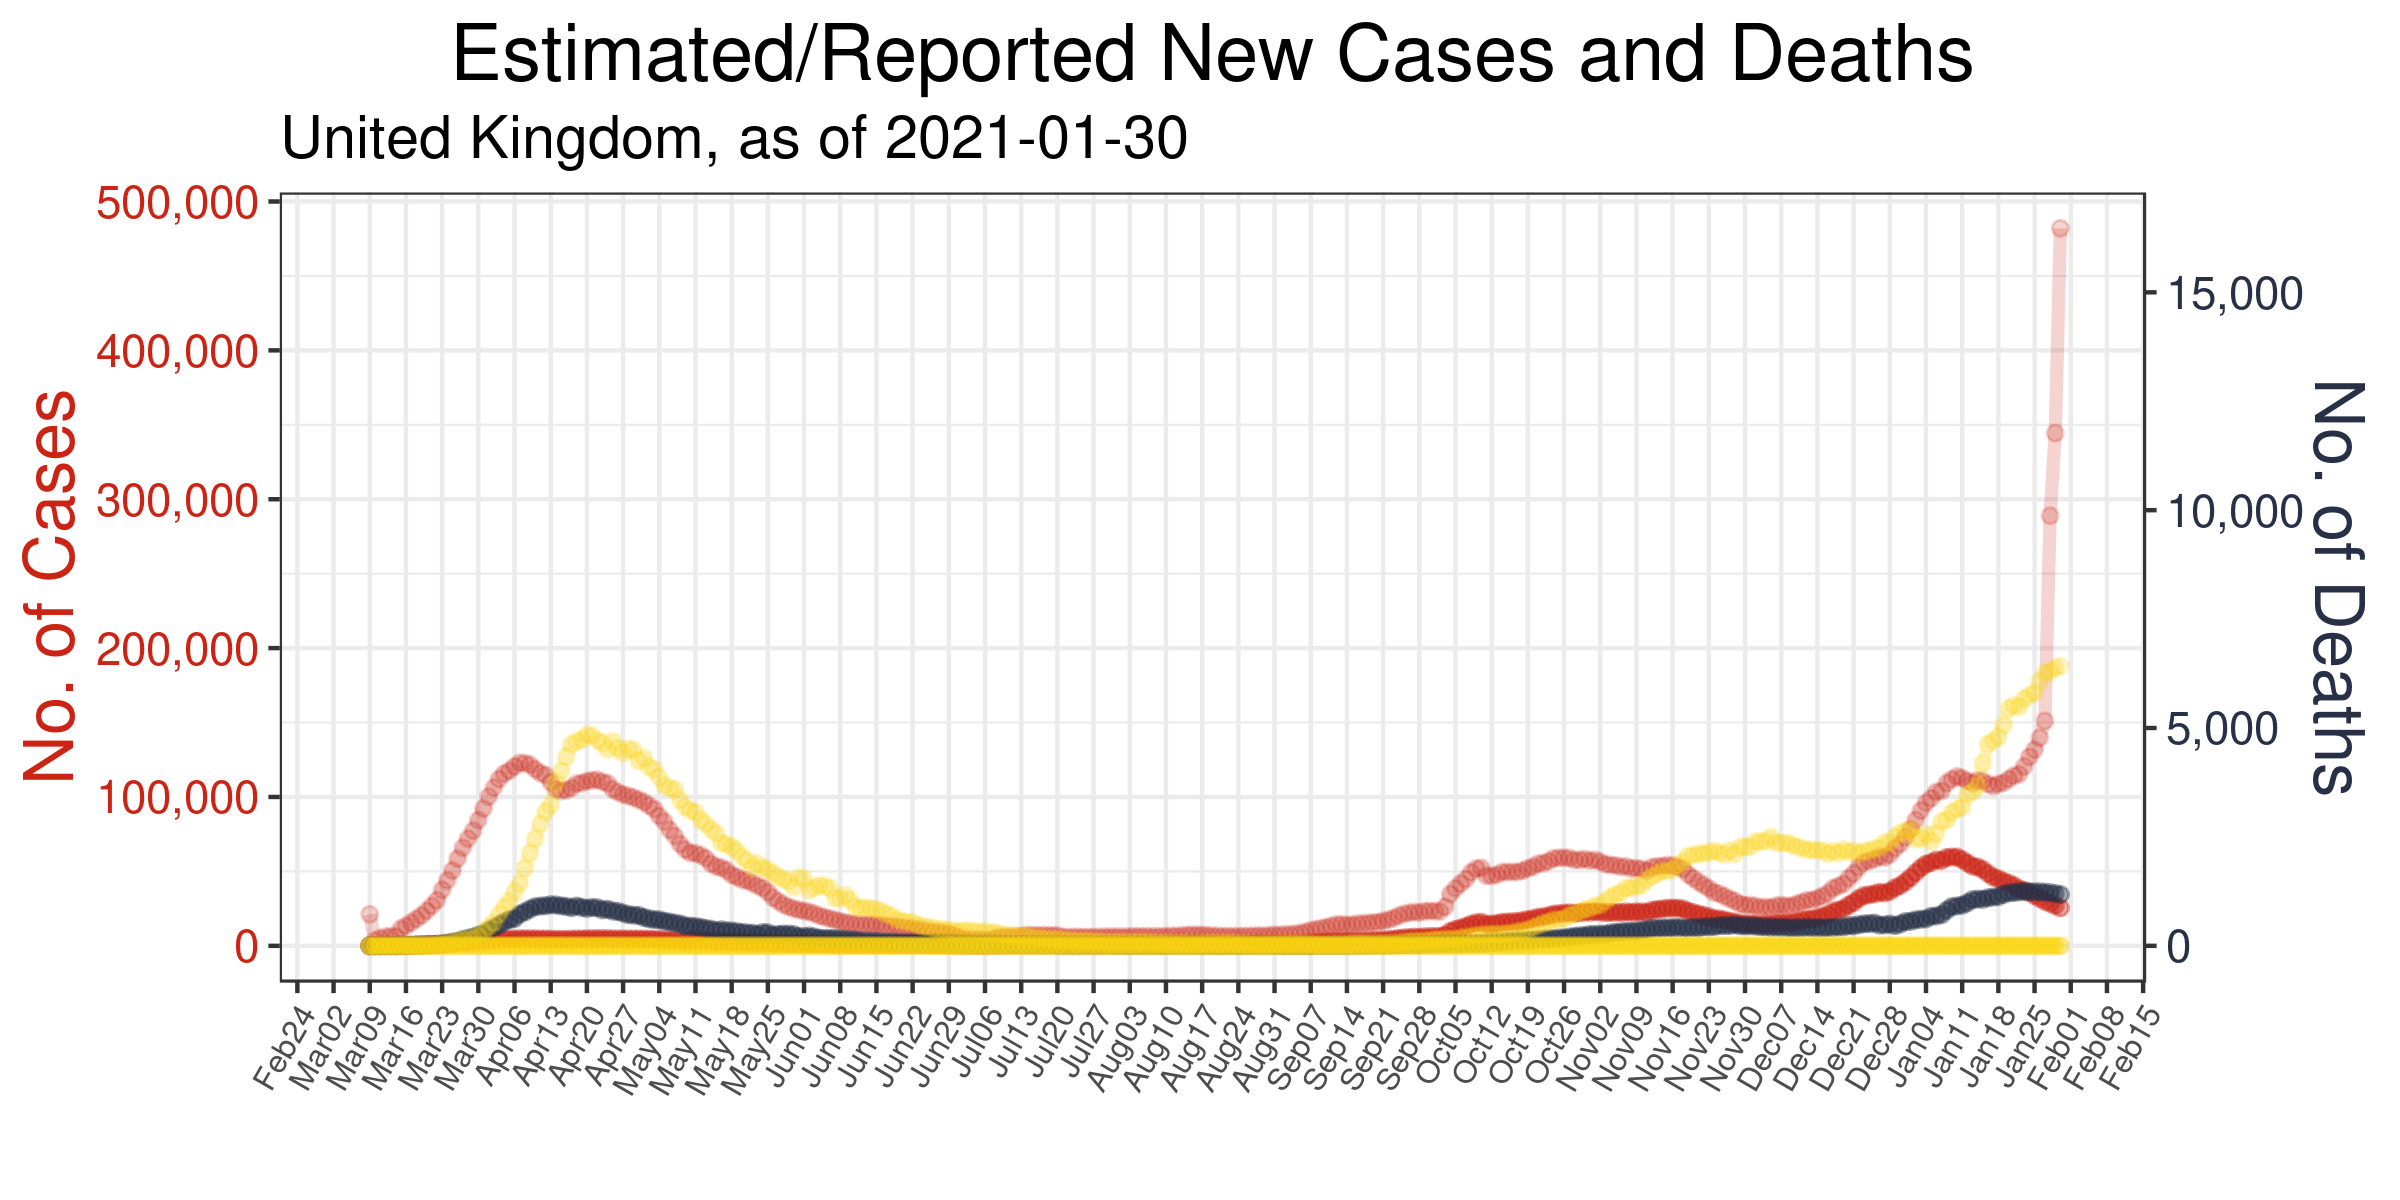 Estimated/Reported New Cases and Deaths
United Kingdom, as of 2021-01-30
No. of Cases
500,000
400,000
300,000
200,000
100,000
0
15,000
10,000
5,000
0
No. of Deaths
Feb24
Mar02
Mar09
Mar16
Mar23
Mar30
Apr06
Apr13
Apr20
Apr27
May04
May11
May18
May25
Jun01
Jun08
Jun15
Jun22
Jun29
Jul06
Jul13
Jul20
Jul27
Aug03
Aug10
Aug17
Aug24
Aug31
Sep07
Sep14
Sep21
Sep28
Oct05
Oct12
Oct19
Oct26
Nov02
Nov09
Nov16
Nov23
Nov30
Dec07
Dec14
Dec21
Dec28
Jan04
Jan11
Jan18
Jan25
Feb01
Feb08
Feb15